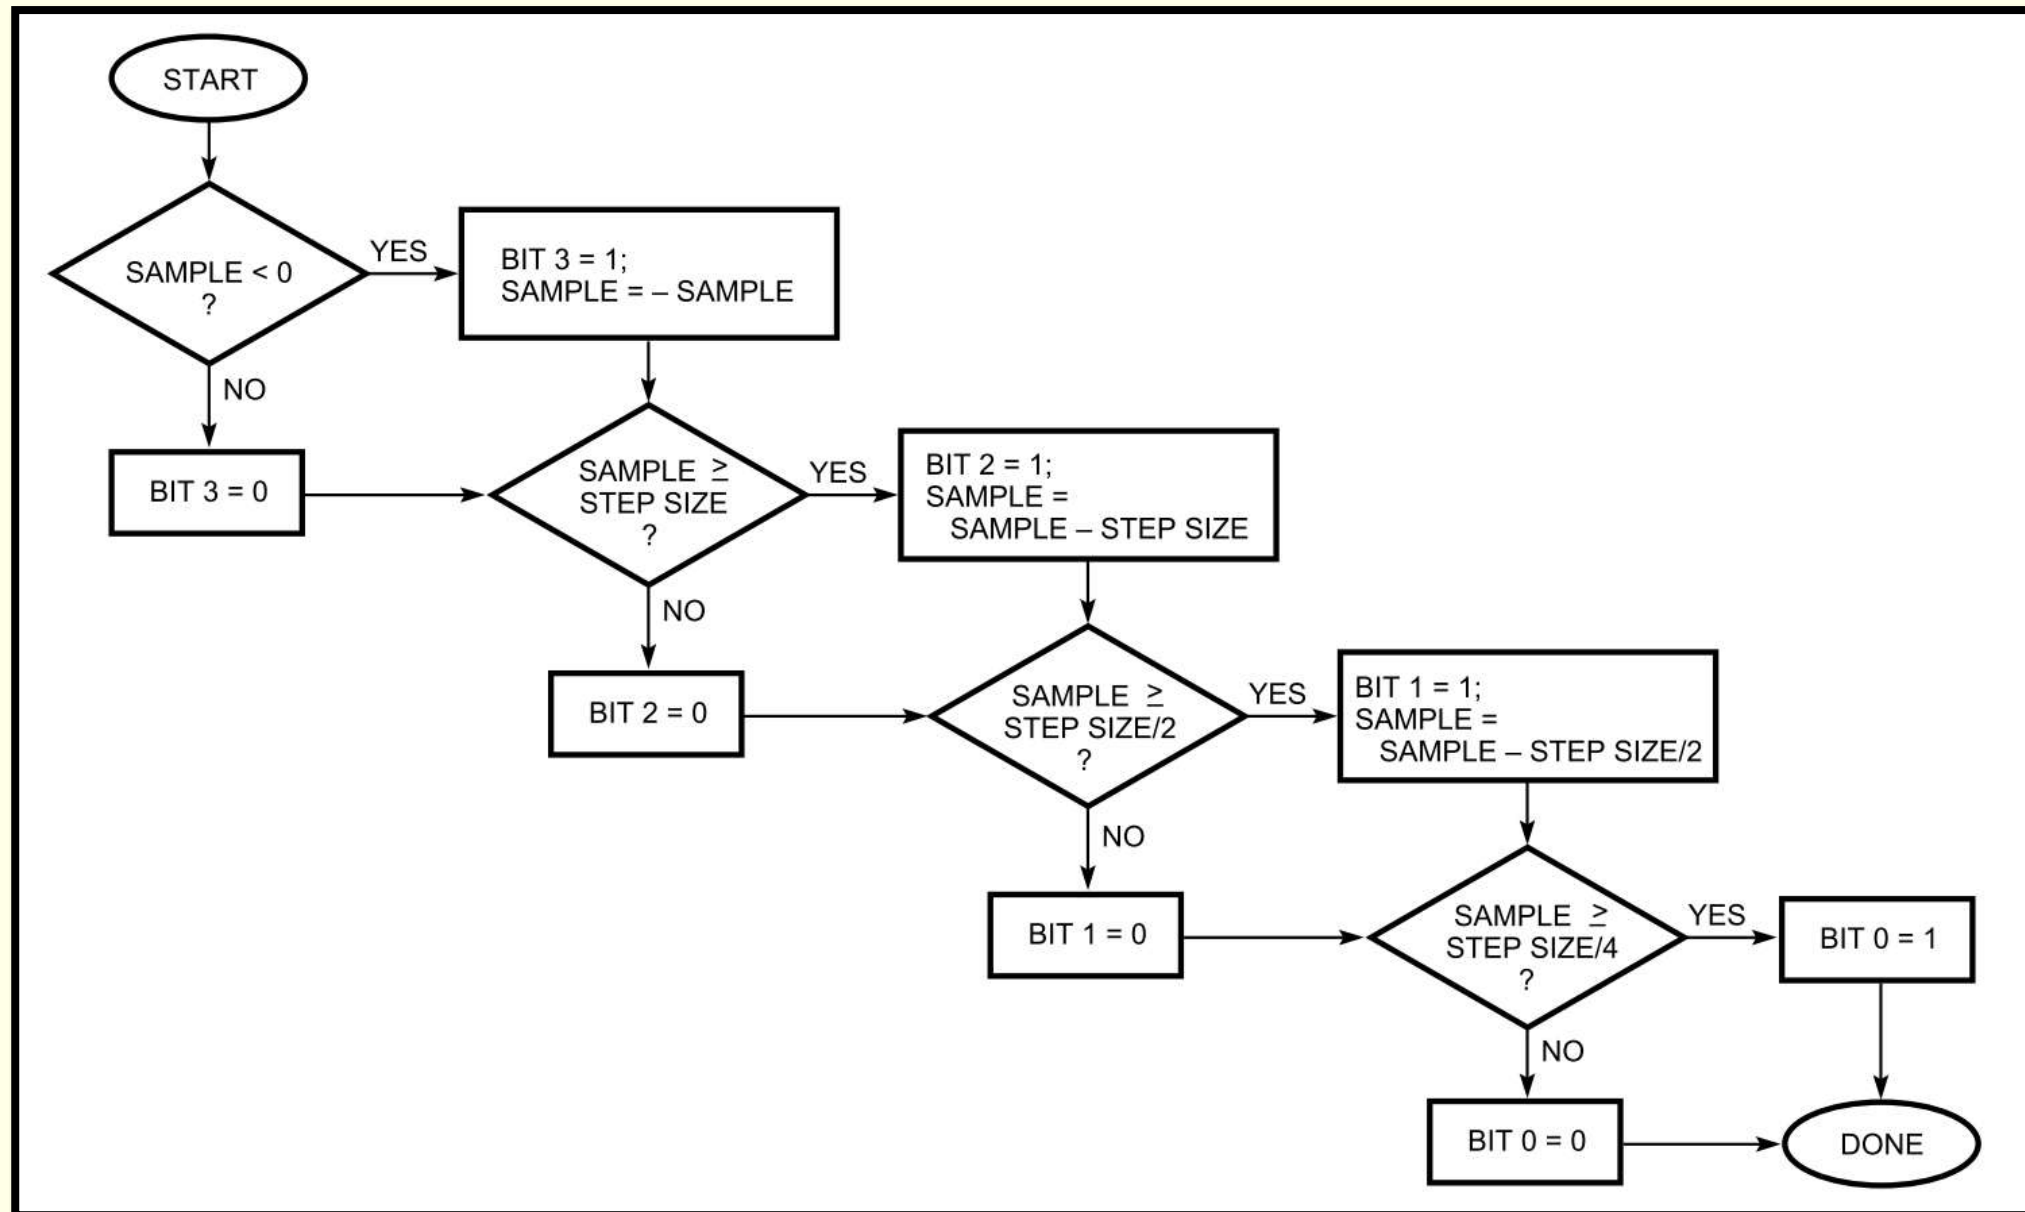 START
SAMPLE < 0
?
YES
BIT 3 = 1;
SAMPLE = – SAMPLE
NO
BIT 3 = 0
SAMPLE ≥
STEP SIZE
?
YES
BIT 2 = 1;
SAMPLE =
SAMPLE – STEP SIZE
NO
BIT 2 = 0
SAMPLE ≥
STEP SIZE/2
?
YES
BIT 1 = 1;
SAMPLE =
SAMPLE – STEP SIZE/2
NO
BIT 1 = 0
SAMPLE ≥
STEP SIZE/4
?
YES
BIT 0 = 1
NO
BIT 0 = 0
DONE